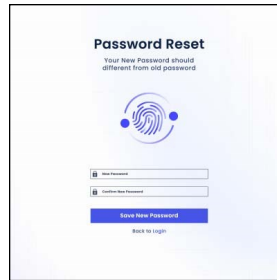 Password Reset
Your New Password should
different from old password
New Password
Confirm New Password
Save New Password
Back to Login